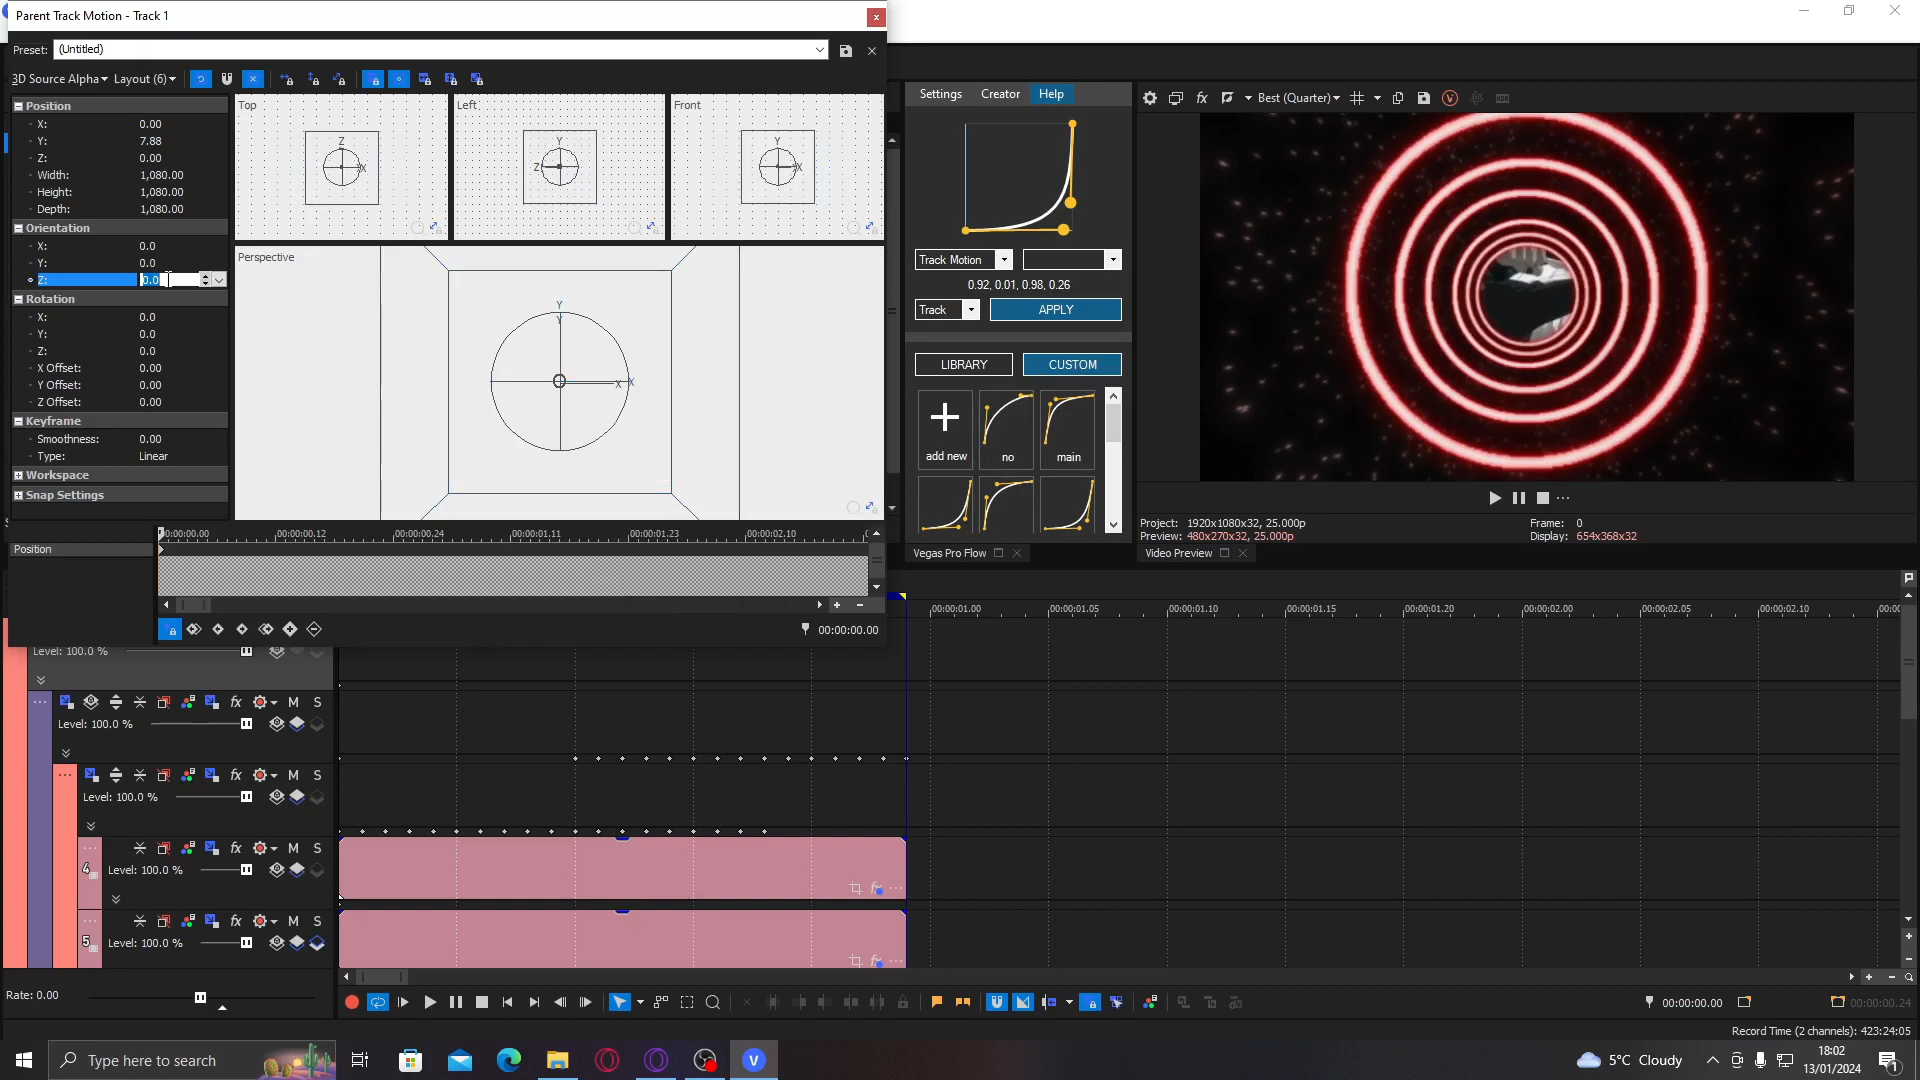 Parent Track Motion - Track 1
Preset: (Untitled)
3D Source Alpha Layout (6)
Position
X: 0.00
Y: 7.88
Z: 0.00
Width: 1,080.00
Height: 1,080.00
Depth: 1,080.00
Orientation
X: 0.0
Y: 0.0
Z: 0.0
Rotation
X: 0.0
Y: 0.0
Z: 0.0
X Offset: 0.00
Y Offset: 0.00
Z Offset: 0.00
Keyframe
Smoothness: 0.00
Type: Linear
Workspace
Snap Settings
Top
Z
X
Left
Y
Z
Front
Y
X
Perspective
Y
Y
X X
00:00:00.00 00:00:00.12 00:00:00.24 00:00:01.11 00:00:01.23 00:00:02.10
Position
00:00:00.00
Settings Creator Help
Track Motion
0.92, 0.01, 0.98, 0.26
Track APPLY
LIBRARY CUSTOM
add new no main
Vegas Pro Flow
Best (Quarter)
Project: 1920x1080x32, 25.000p
Preview: 480x270x32, 25.000p
Frame: 0
Display: 654x368x32
Video Preview
00:00:01.00 00:00:01.05 00:00:01.10 00:00:01.15 00:00:01.20 00:00:02.00 00:00:02.05 00:00:02.10
Level: 100.0 %
fx M S
Level: 100.0 %
fx M S
Level: 100.0 %
4 fx M S
Level: 100.0 %
5 fx M S
Level: 100.0 %
Rate: 0.00
00:00:00.00
00:00:00.24
Record Time (2 channels): 423:24:05
Type here to search
5°C Cloudy
18:02
13/01/2024